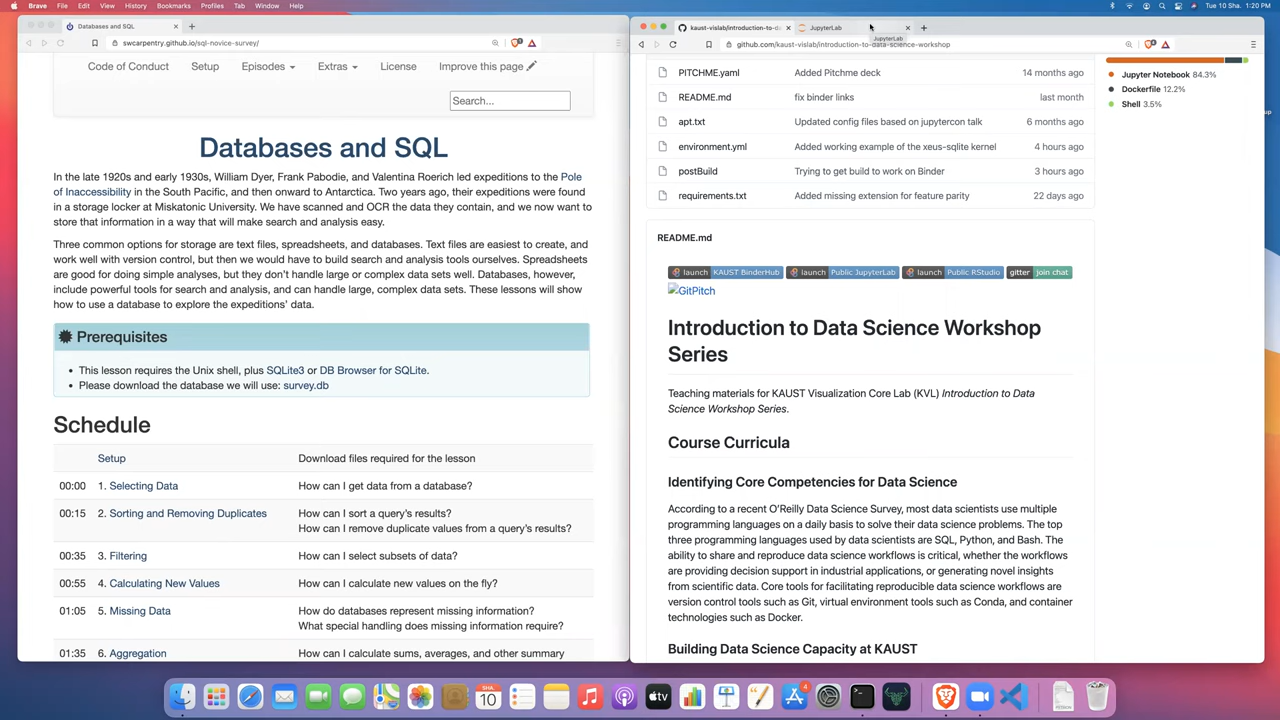 Brave File Edit View History Bookmarks Profiles Tab Window Help
Tue 10 Sha. 1:20 PM
Databases and SQL
swcarpentry.github.io/sql-novice-survey/
Code of Conduct Setup Episodes Extras License Improve this page
Search...
Databases and SQL
In the late 1920s and early 1930s, William Dyer, Frank Pabodie, and Valentina Roerich led expeditions to the Pole
of Inaccessibility in the South Pacific, and then onward to Antarctica. Two years ago, their expeditions were found
in a storage locker at Miskatonic University. We have scanned and OCR the data they contain, and we now want to
store that information in a way that will make search and analysis easy.
Three common options for storage are text files, spreadsheets, and databases. Text files are easiest to create, and
work well with version control, but then we would have to build search and analysis tools ourselves. Spreadsheets
are good for doing simple analyses, but they don't handle large or complex data sets well. Databases, however,
include powerful tools for search and analysis, and can handle large, complex data sets. These lessons will show
how to use a database to explore the expeditions' data.
Prerequisites
• This lesson requires the Unix shell, plus SQLite3 or DB Browser for SQLite.
• Please download the database we will use: survey.db
Schedule
Setup Download files required for the lesson
00:00 1. Selecting Data How can I get data from a database?
00:15 2. Sorting and Removing Duplicates How can I sort a query's results?
How can I remove duplicate values from a query's results?
00:35 3. Filtering How can I select subsets of data?
00:55 4. Calculating New Values How can I calculate new values on the fly?
01:05 5. Missing Data How do databases represent missing information?
What special handling does missing information require?
01:35 6. Aggregation How can I calculate sums, averages, and other summary
kaust-vislab/introduction-to-d
JupyterLab
JupyterLab
github.com/kaust-vislab/introduction-to-data-science-workshop
PITCHME.yaml Added Pitchme deck 14 months ago
README.md fix binder links last month
apt.txt Updated config files based on jupytercon talk 6 months ago
environment.yml Added working example of the xeus-sqlite kernel 4 hours ago
postBuild Trying to get build to work on Binder 3 hours ago
requirements.txt Added missing extension for feature parity 22 days ago
Jupyter Notebook 84.3%
Dockerfile 12.2%
Shell 3.5%
README.md
launch KAUST BinderHub launch Public JupyterLab launch Public RStudio gitter join chat
GitPitch
Introduction to Data Science Workshop
Series
Teaching materials for KAUST Visualization Core Lab (KVL) Introduction to Data
Science Workshop Series.
Course Curricula
Identifying Core Competencies for Data Science
According to a recent O'Reilly Data Science Survey, most data scientists use multiple
programming languages on a daily basis to solve their data science problems. The top
three programming languages used by data scientists are SQL, Python, and Bash. The
ability to share and reproduce data science workflows is critical, whether the workflows
are providing decision support in industrial applications, or generating novel insights
from scientific data. Core tools for facilitating reproducible data science workflows are
version control tools such as Git, virtual environment tools such as Conda, and container
technologies such as Docker.
Building Data Science Capacity at KAUST
SHA.
10
tv
4